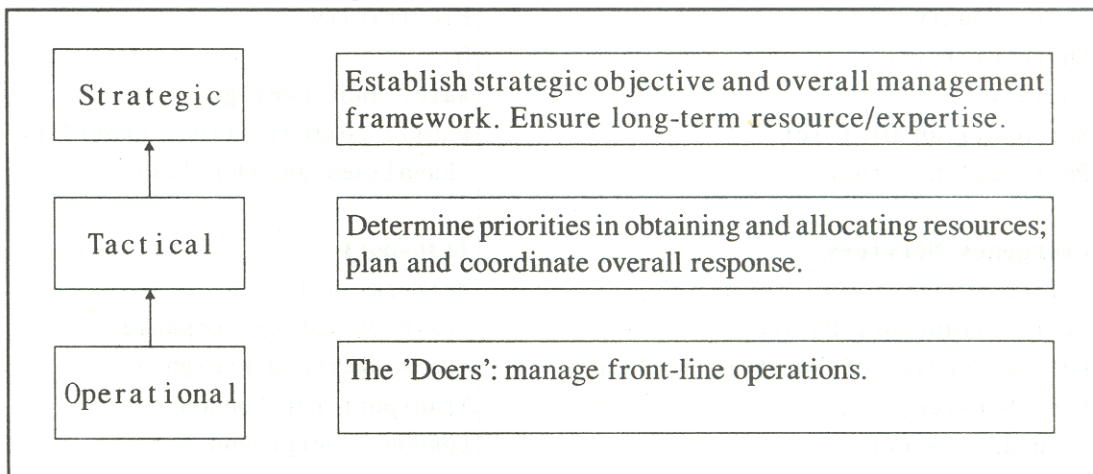 Strategic
Establish strategic objective and overall management
framework. Ensure long-term resource/expertise.
Tactical
Determine priorities in obtaining and allocating resources;
plan and coordinate overall response.
Operational
The 'Doers': manage front-line operations.